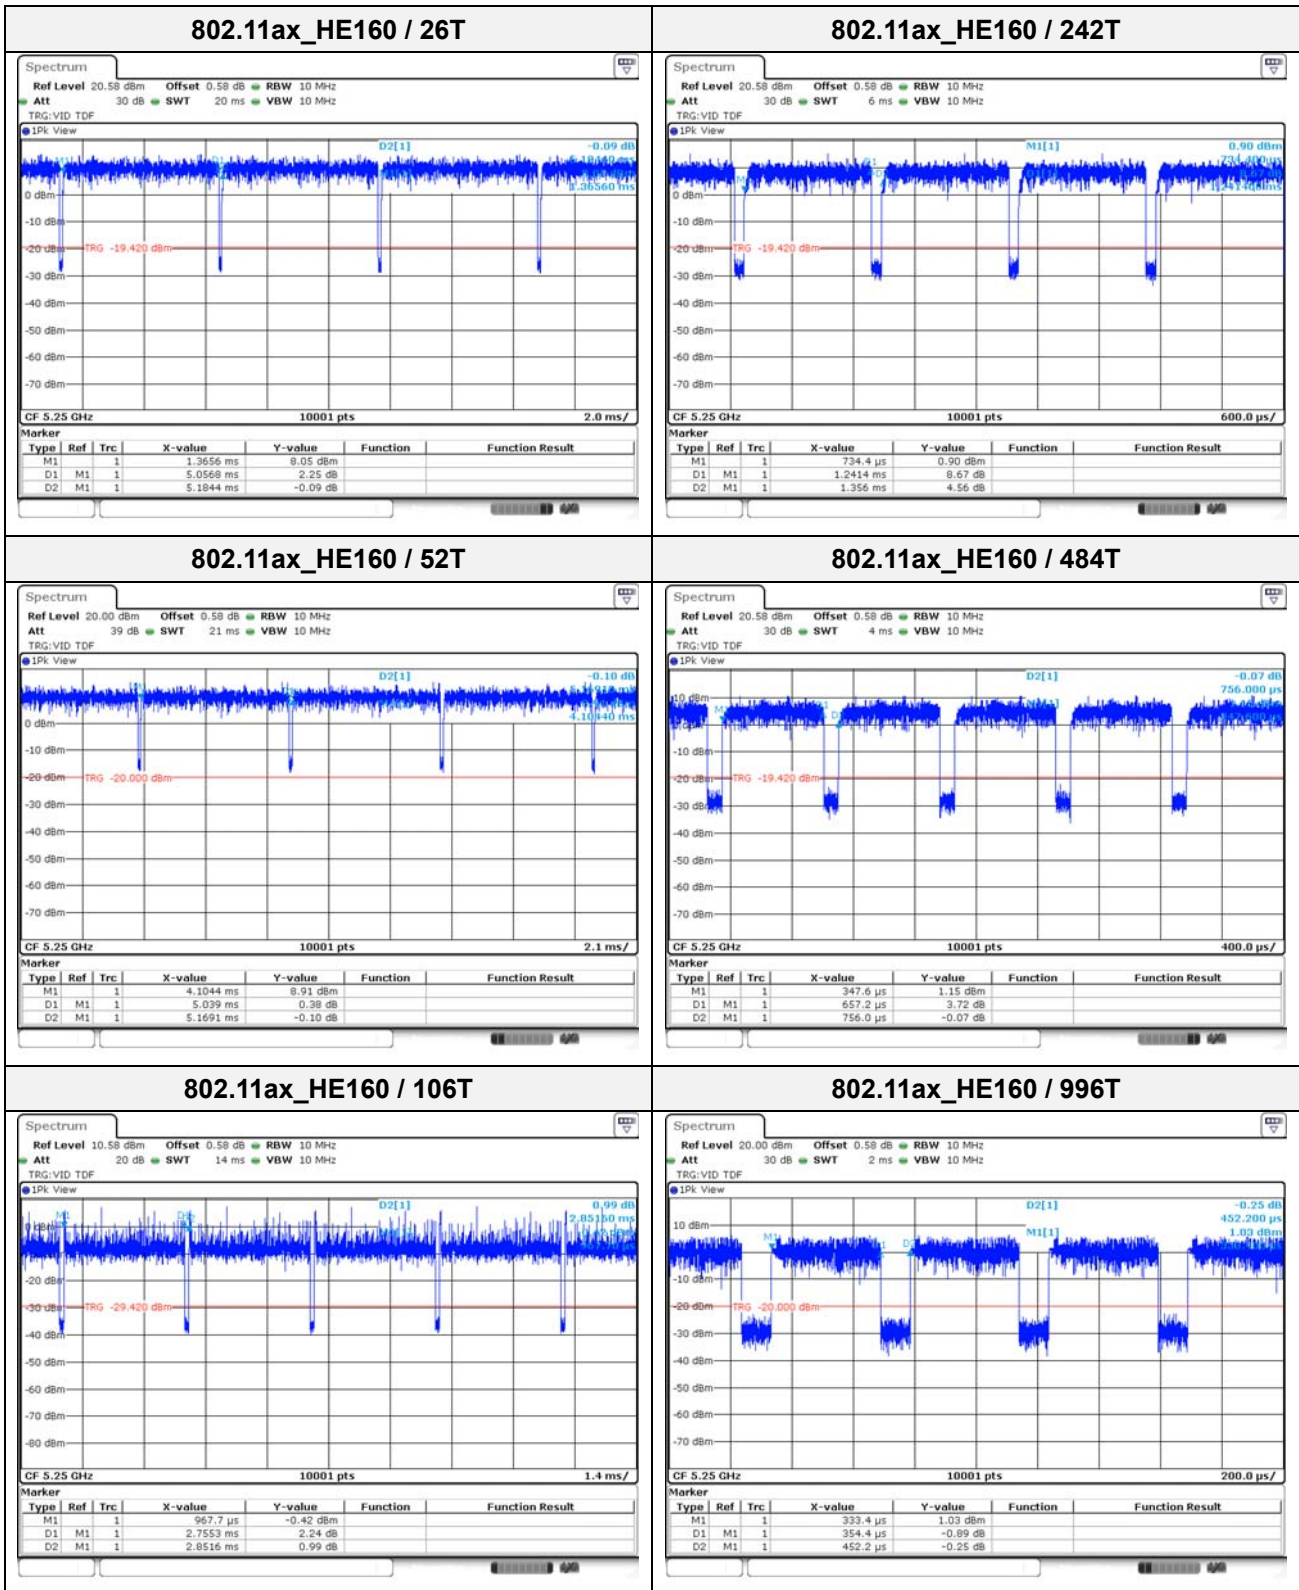 802.11ax_HE160 / 26T
Spectrum
Ref Level 20.58 dBm Offset 0.58 dB RBW 10 MHz
Att 30 dB SWT 20 ms VBW 10 MHz
TRG:VID TDF
1Pk View
D2[1] -0.09 dB
1.36560 ms
0 dBm
-10 dBm
-20 dBm
TRG -19.420 dBm
-30 dBm
-40 dBm
-50 dBm
-60 dBm
-70 dBm
CF 5.25 GHz 10001 pts 2.0 ms/
Marker
Type Ref Trc X-value Y-value Function Function Result
M1 1 1.3656 ms 8.05 dBm
D1 M1 1 5.0568 ms 2.25 dB
D2 M1 1 5.1844 ms -0.09 dB
802.11ax_HE160 / 242T
Spectrum
Ref Level 20.58 dBm Offset 0.58 dB RBW 10 MHz
Att 30 dB SWT 6 ms VBW 10 MHz
TRG:VID TDF
1Pk View
M1[1] 0.90 dBm
734.400 µs
0 dBm
-10 dBm
-20 dBm
TRG -19.420 dBm
-30 dBm
-40 dBm
-50 dBm
-60 dBm
-70 dBm
CF 5.25 GHz 10001 pts 600.0 µs/
Marker
Type Ref Trc X-value Y-value Function Function Result
M1 1 734.4 µs 0.90 dBm
D1 M1 1 1.2414 ms 8.67 dB
D2 M1 1 1.356 ms 4.56 dB
802.11ax_HE160 / 52T
Spectrum
Ref Level 20.00 dBm Offset 0.58 dB RBW 10 MHz
Att 39 dB SWT 21 ms VBW 10 MHz
TRG:VID TDF
1Pk View
D2[1] -0.10 dB
4.10440 ms
0 dBm
-10 dBm
-20 dBm
TRG -20.000 dBm
-30 dBm
-40 dBm
-50 dBm
-60 dBm
-70 dBm
CF 5.25 GHz 10001 pts 2.1 ms/
Marker
Type Ref Trc X-value Y-value Function Function Result
M1 1 4.1044 ms 8.91 dBm
D1 M1 1 5.039 ms 0.38 dB
D2 M1 1 5.1691 ms -0.10 dB
802.11ax_HE160 / 484T
Spectrum
Ref Level 20.58 dBm Offset 0.58 dB RBW 10 MHz
Att 30 dB SWT 4 ms VBW 10 MHz
TRG:VID TDF
1Pk View
D2[1] -0.07 dB
756.000 µs
10 dBm
-10 dBm
-20 dBm
TRG -19.420 dBm
-30 dBm
-40 dBm
-50 dBm
-60 dBm
-70 dBm
CF 5.25 GHz 10001 pts 400.0 µs/
Marker
Type Ref Trc X-value Y-value Function Function Result
M1 1 347.6 µs 1.15 dBm
D1 M1 1 657.2 µs 3.72 dB
D2 M1 1 756.0 µs -0.07 dB
802.11ax_HE160 / 106T
Spectrum
Ref Level 10.58 dBm Offset 0.58 dB RBW 10 MHz
Att 20 dB SWT 14 ms VBW 10 MHz
TRG:VID TDF
1Pk View
D2[1] 0.99 dB
2.85160 ms
0 dBm
-20 dBm
-30 dBm
TRG -29.420 dBm
-40 dBm
-50 dBm
-60 dBm
-70 dBm
-80 dBm
CF 5.25 GHz 10001 pts 1.4 ms/
Marker
Type Ref Trc X-value Y-value Function Function Result
M1 1 967.7 µs -0.42 dBm
D1 M1 1 2.7553 ms 2.24 dB
D2 M1 1 2.8516 ms 0.99 dB
802.11ax_HE160 / 996T
Spectrum
Ref Level 20.00 dBm Offset 0.58 dB RBW 10 MHz
Att 30 dB SWT 2 ms VBW 10 MHz
TRG:VID TDF
1Pk View
D2[1] -0.25 dB
452.200 µs
M1[1] 1.03 dBm
10 dBm
-10 dBm
-20 dBm
TRG -20.000 dBm
-30 dBm
-40 dBm
-50 dBm
-60 dBm
-70 dBm
CF 5.25 GHz 10001 pts 200.0 µs/
Marker
Type Ref Trc X-value Y-value Function Function Result
M1 1 333.4 µs 1.03 dBm
D1 M1 1 354.4 µs -0.89 dB
D2 M1 1 452.2 µs -0.25 dB